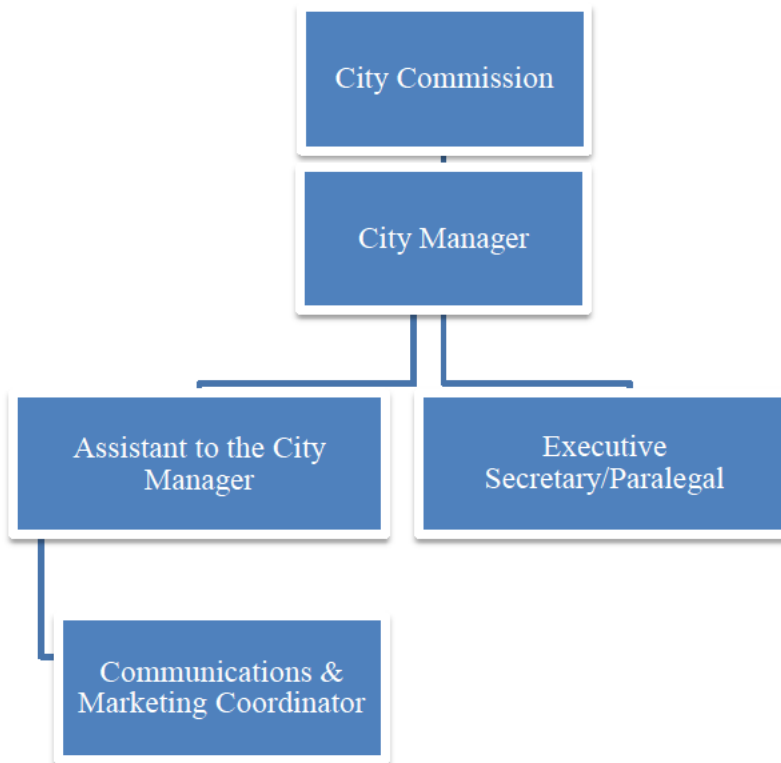 City Commission
City Manager
Assistant to the City
Manager
Executive
Secretary/Paralegal
Communications &
Marketing Coordinator